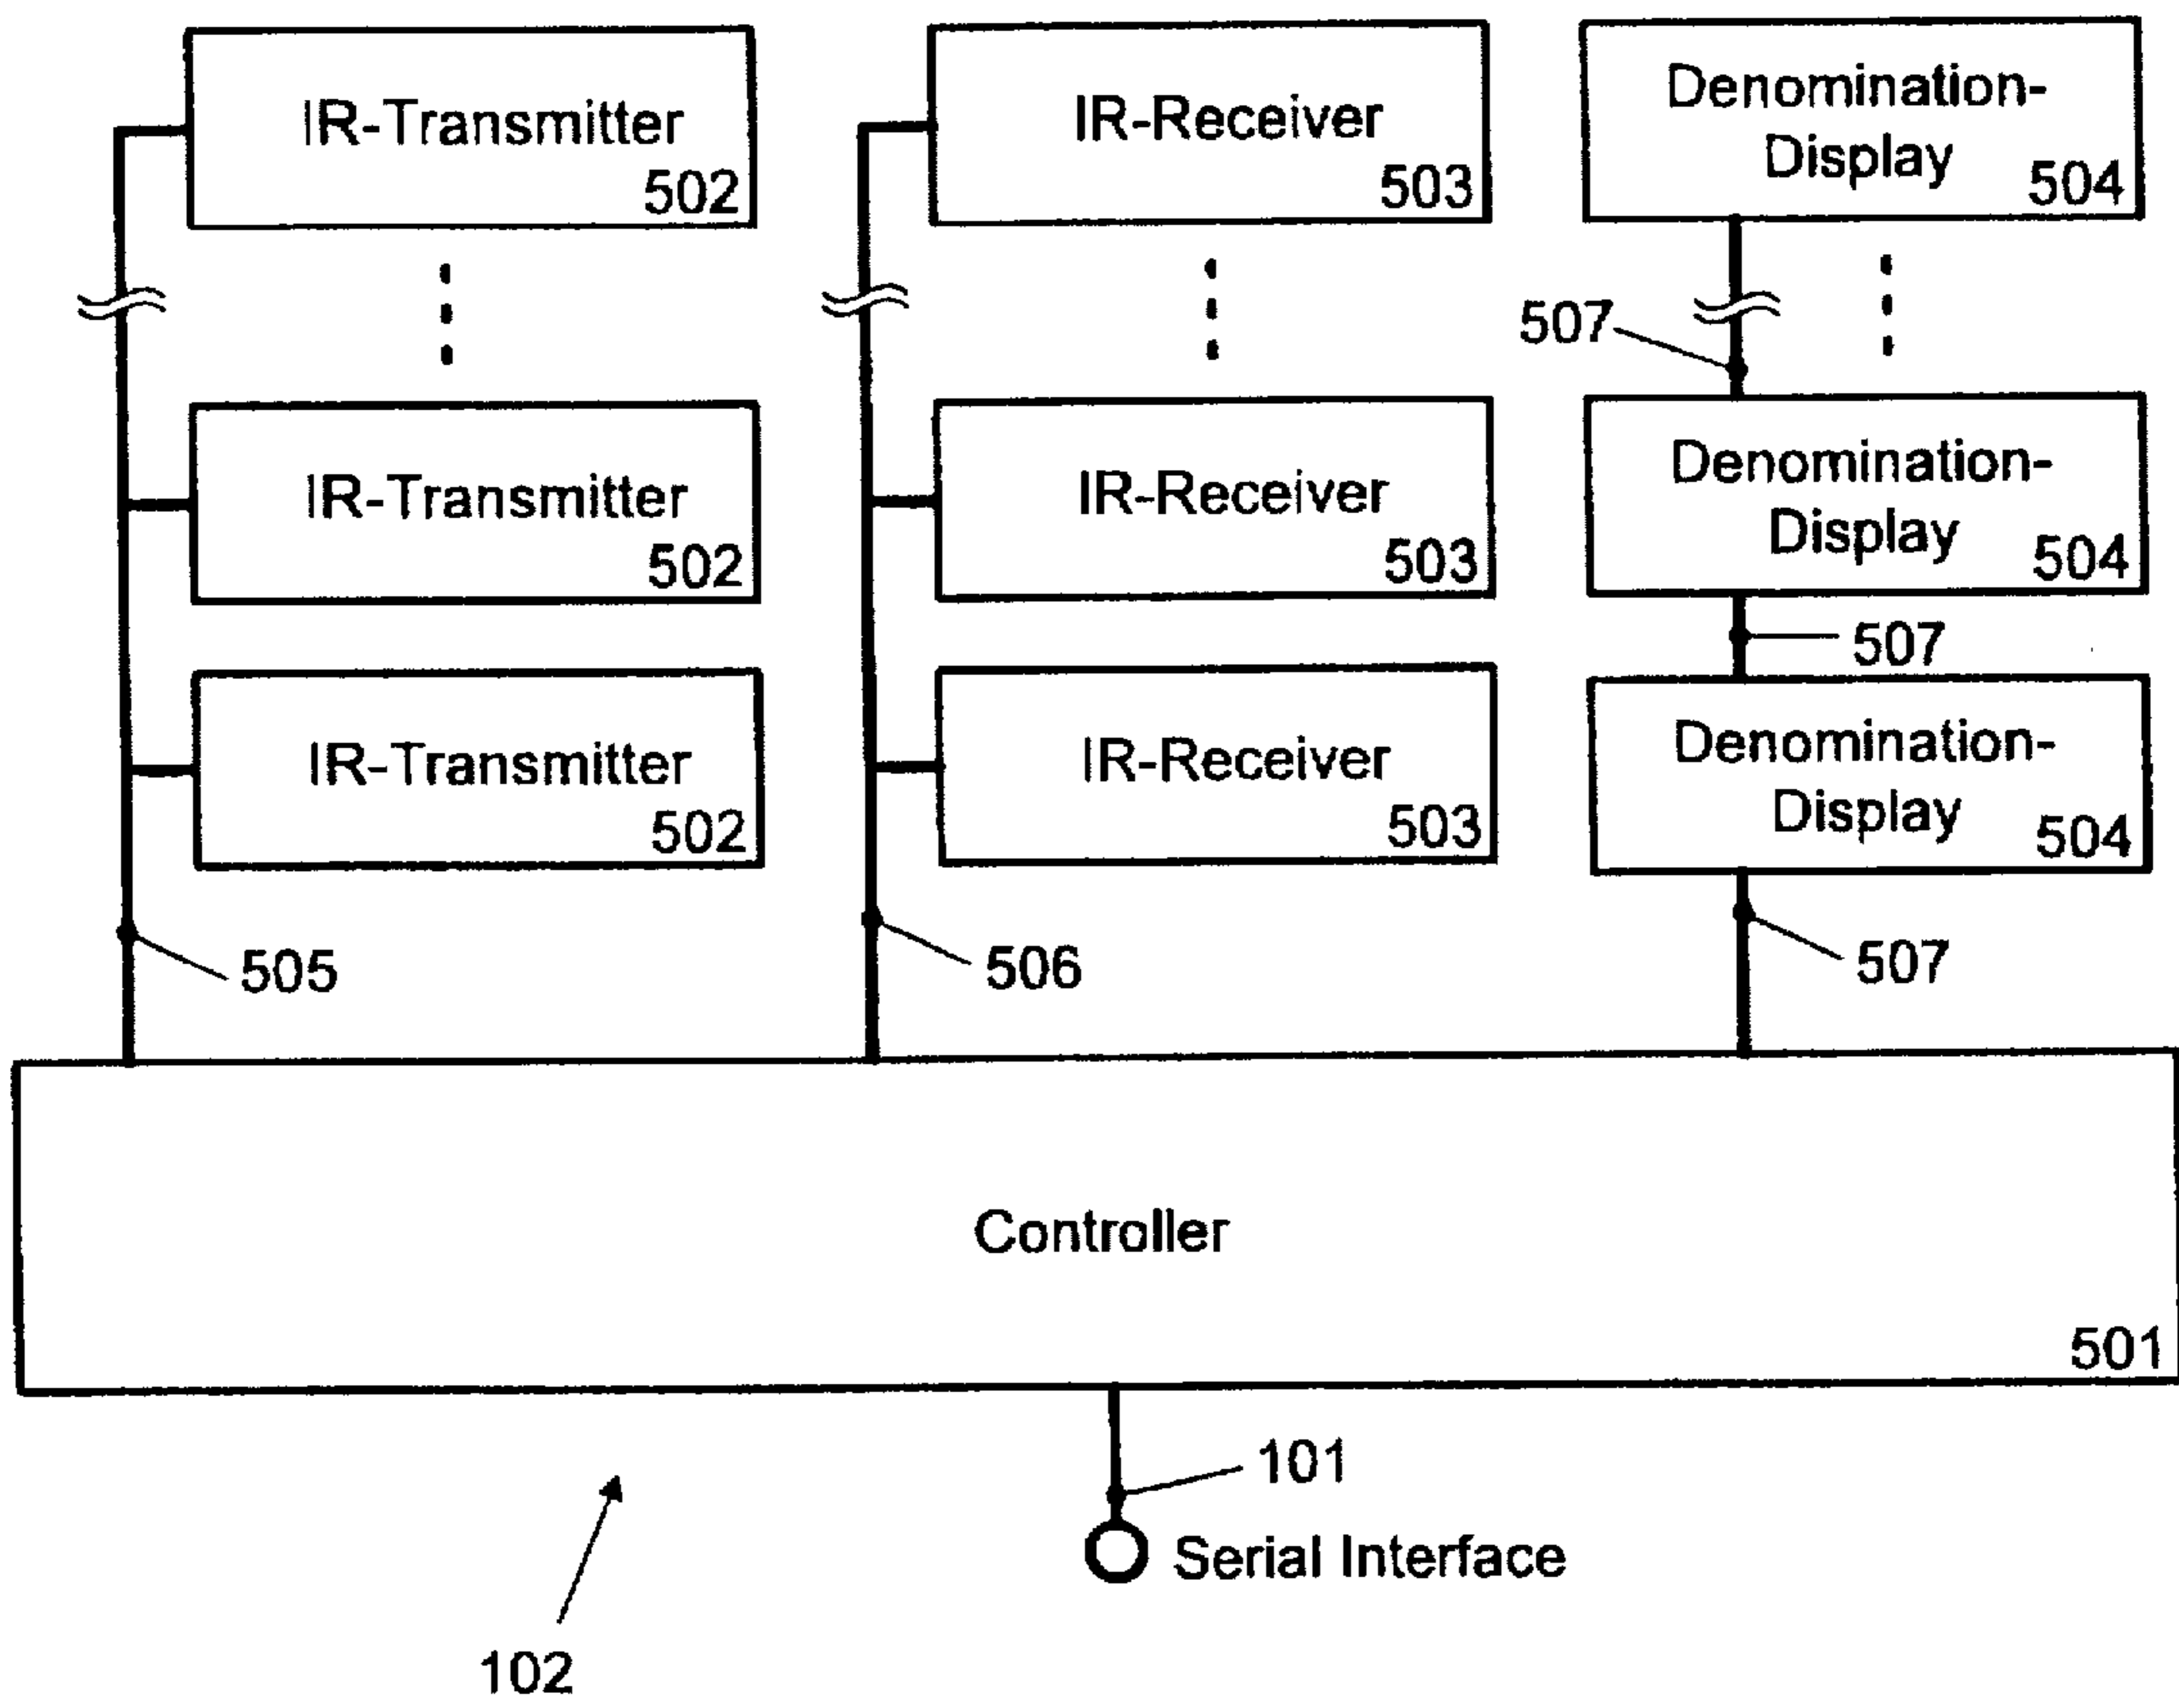 IR-Transmitter
502
IR-Receiver
503
Denomination-
Display
504
507
IR-Transmitter
502
IR-Receiver
503
Denomination-
Display
504
507
IR-Transmitter
502
IR-Receiver
503
Denomination-
Display
504
505
506
507
Controller
501
101
Serial Interface
102